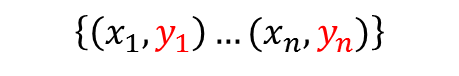 {(x₁, y₁) … (xₙ, yₙ)}